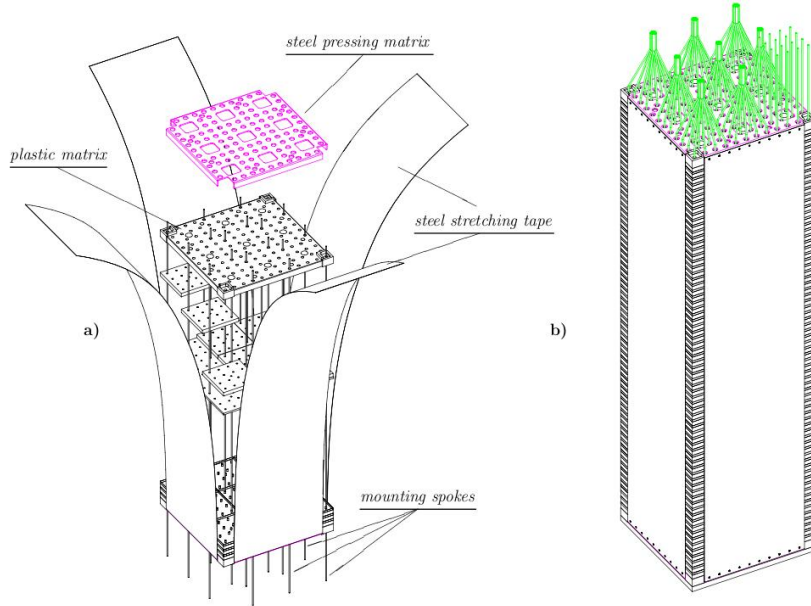 steel pressing matrix
plastic matrix
steel stretching tape
a)
b)
mounting spokes